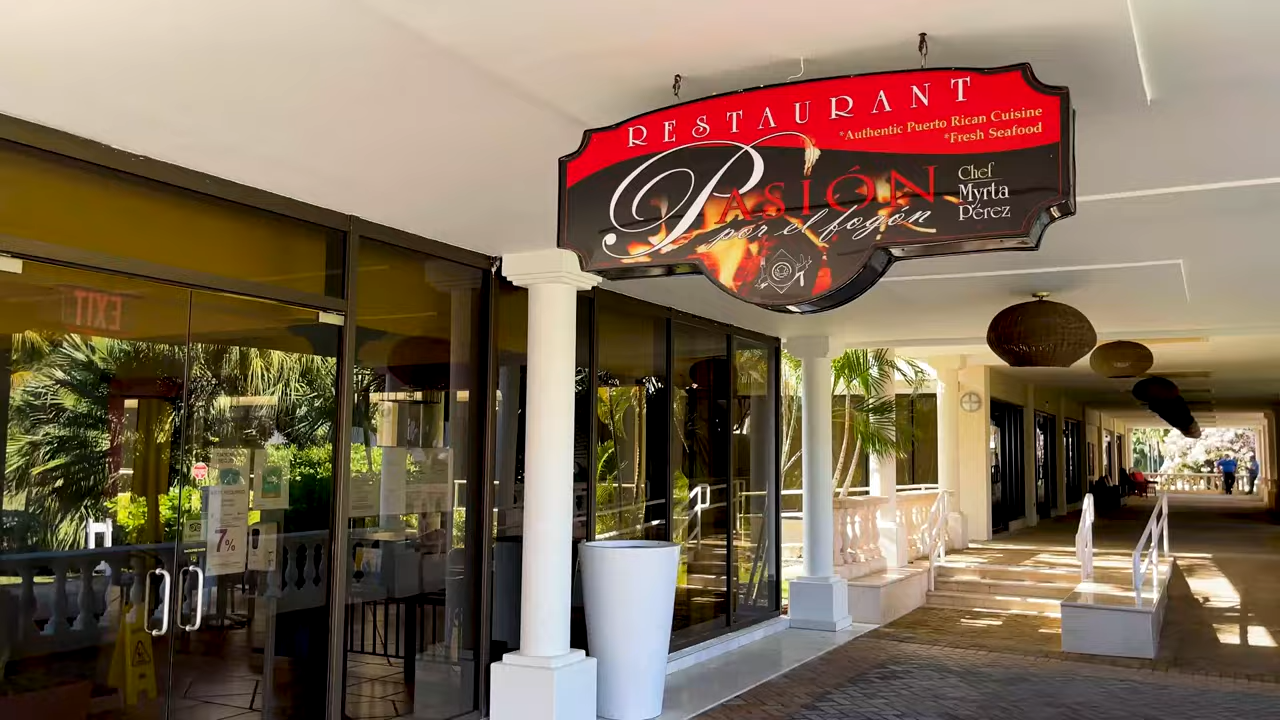 RESTAURANT
*Authentic Puerto Rican Cuisine
*Fresh Seafood
PASIÓN
por el fogón
Chef
Myrta
Pérez
EXIT
7%